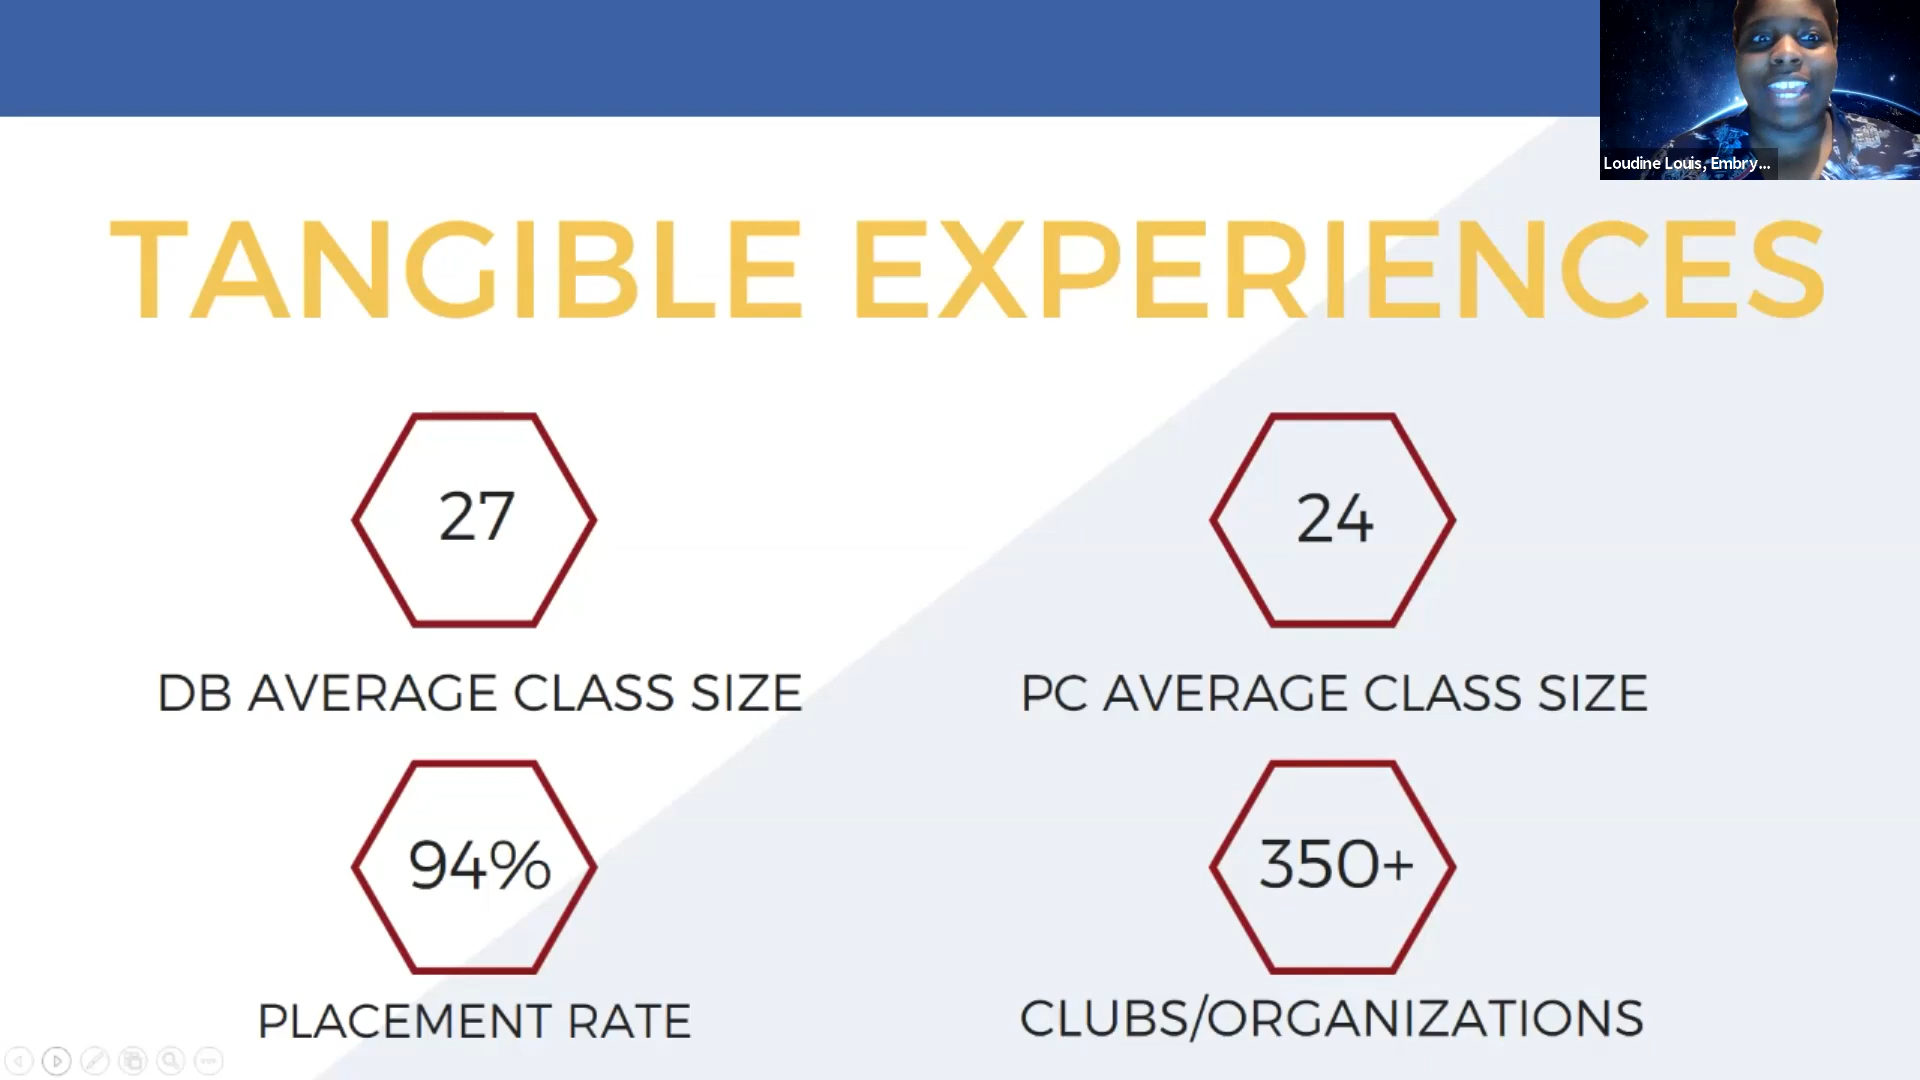 Loudine Louis, Embry...
TANGIBLE EXPERIENCES
27
24
DB AVERAGE CLASS SIZE
PC AVERAGE CLASS SIZE
94%
350+
PLACEMENT RATE
CLUBS/ORGANIZATIONS